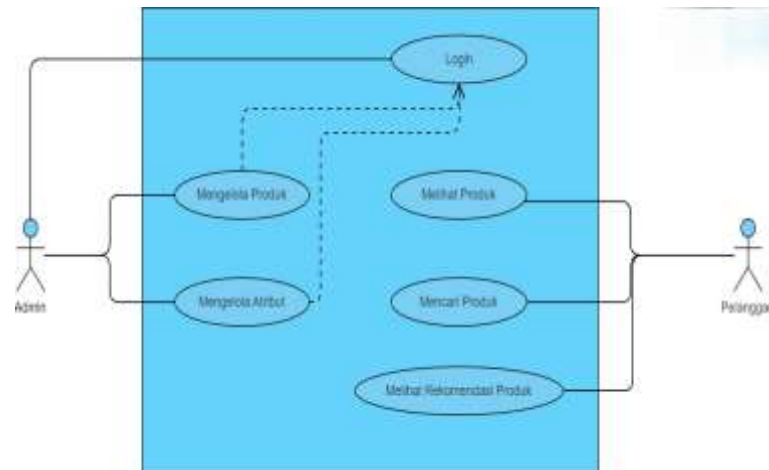 Login
Mengelola Produk
Melihat Produk
Admin
Mengelola Atribut
Mencari Produk
Pelanggan
Melihat Rekomendasi Produk